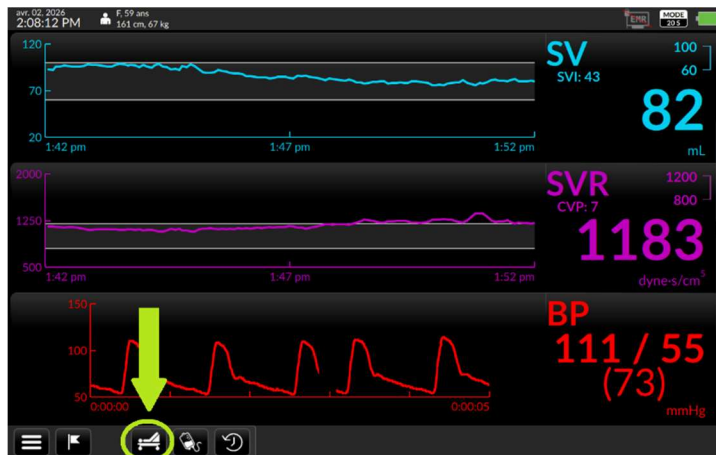 avr. 02, 2026
2:08:12 PM
F, 59 ans
161 cm, 67 kg
EMR
MODE
20 S
120
70
20
1:42 pm
1:47 pm
1:52 pm
SV
SVI: 43
100
60
82
mL
2000
1250
500
1:42 pm
1:47 pm
1:52 pm
SVR
CVP: 7
1200
800
1183
dyne-s/cm⁵
150
100
50
0:00:00
0:00:05
BP
111 / 55
(73)
mmHg